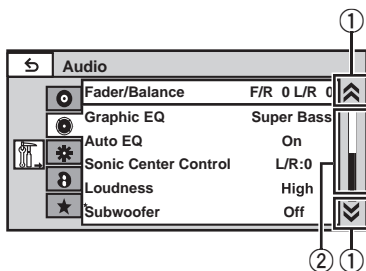 ①
Audio
Fader/Balance F/R 0 L/R 0
Graphic EQ Super Bass
Auto EQ On
Sonic Center Control L/R:0
Loudness High
Subwoofer Off
② ①